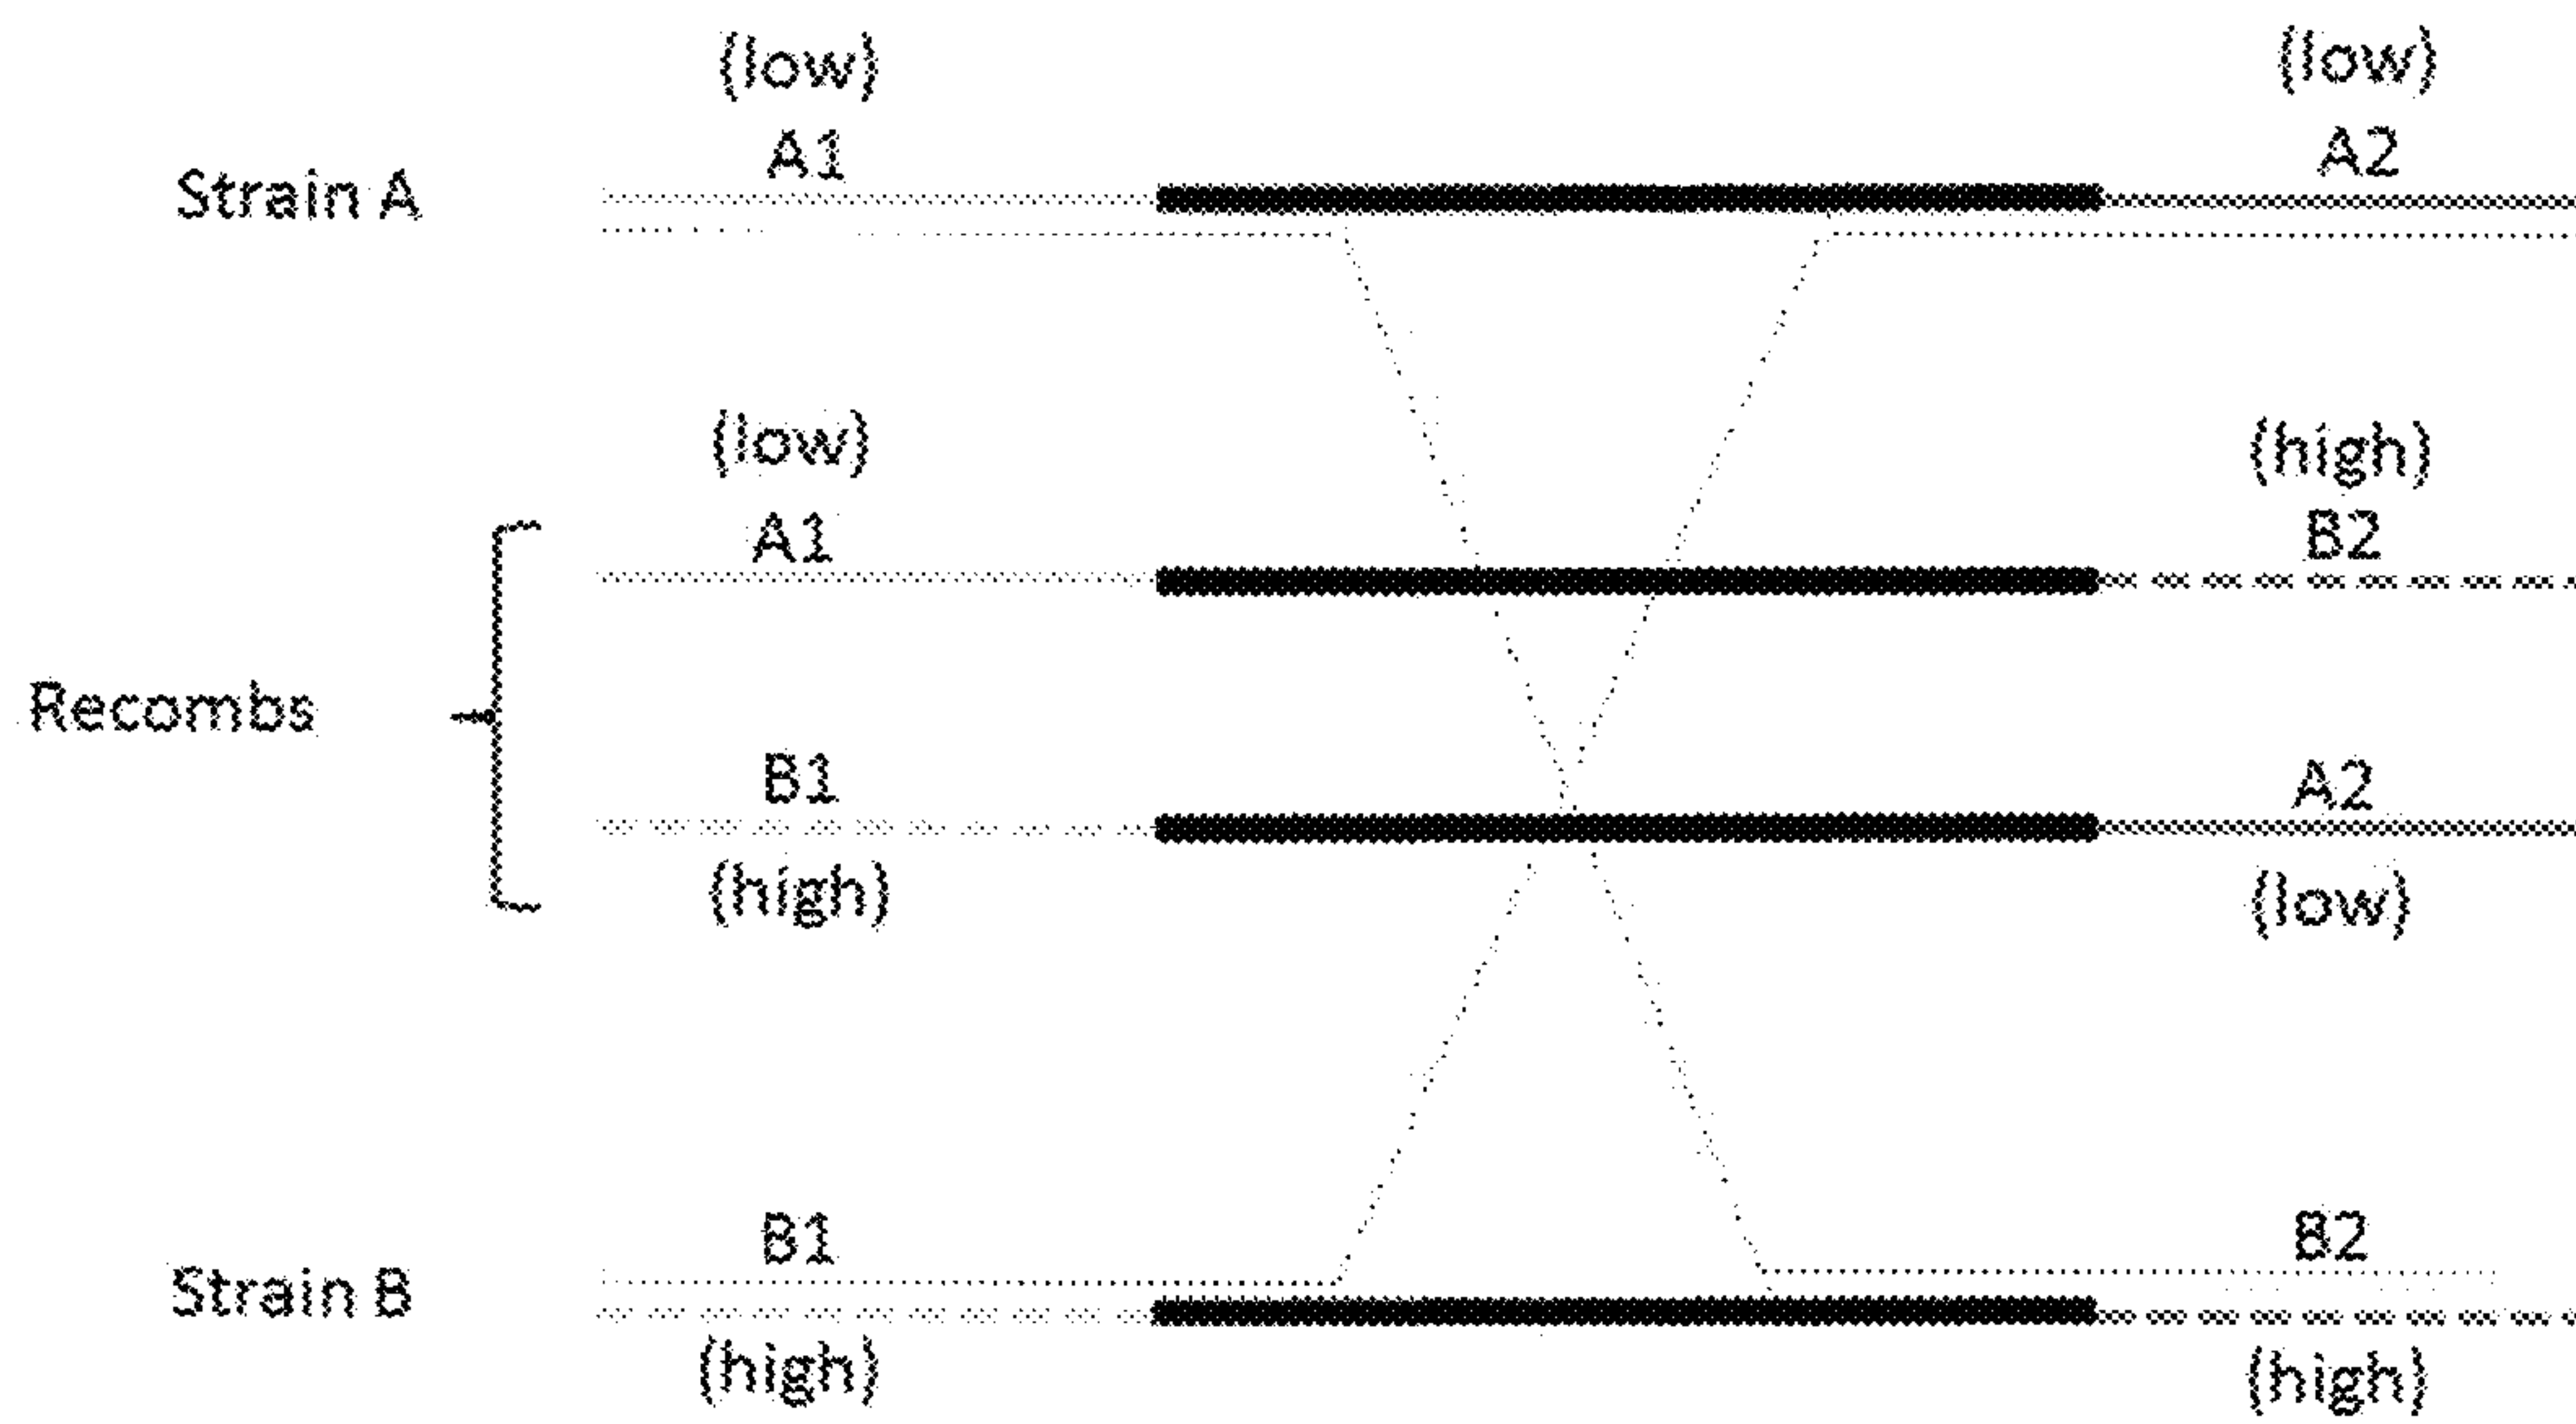 (low) (low)
A1 A2
Strain A
(low) (high)
A1 B2
Recombs
B1 A2
(high) (low)
B1 B2
Strain B
(high) (high)